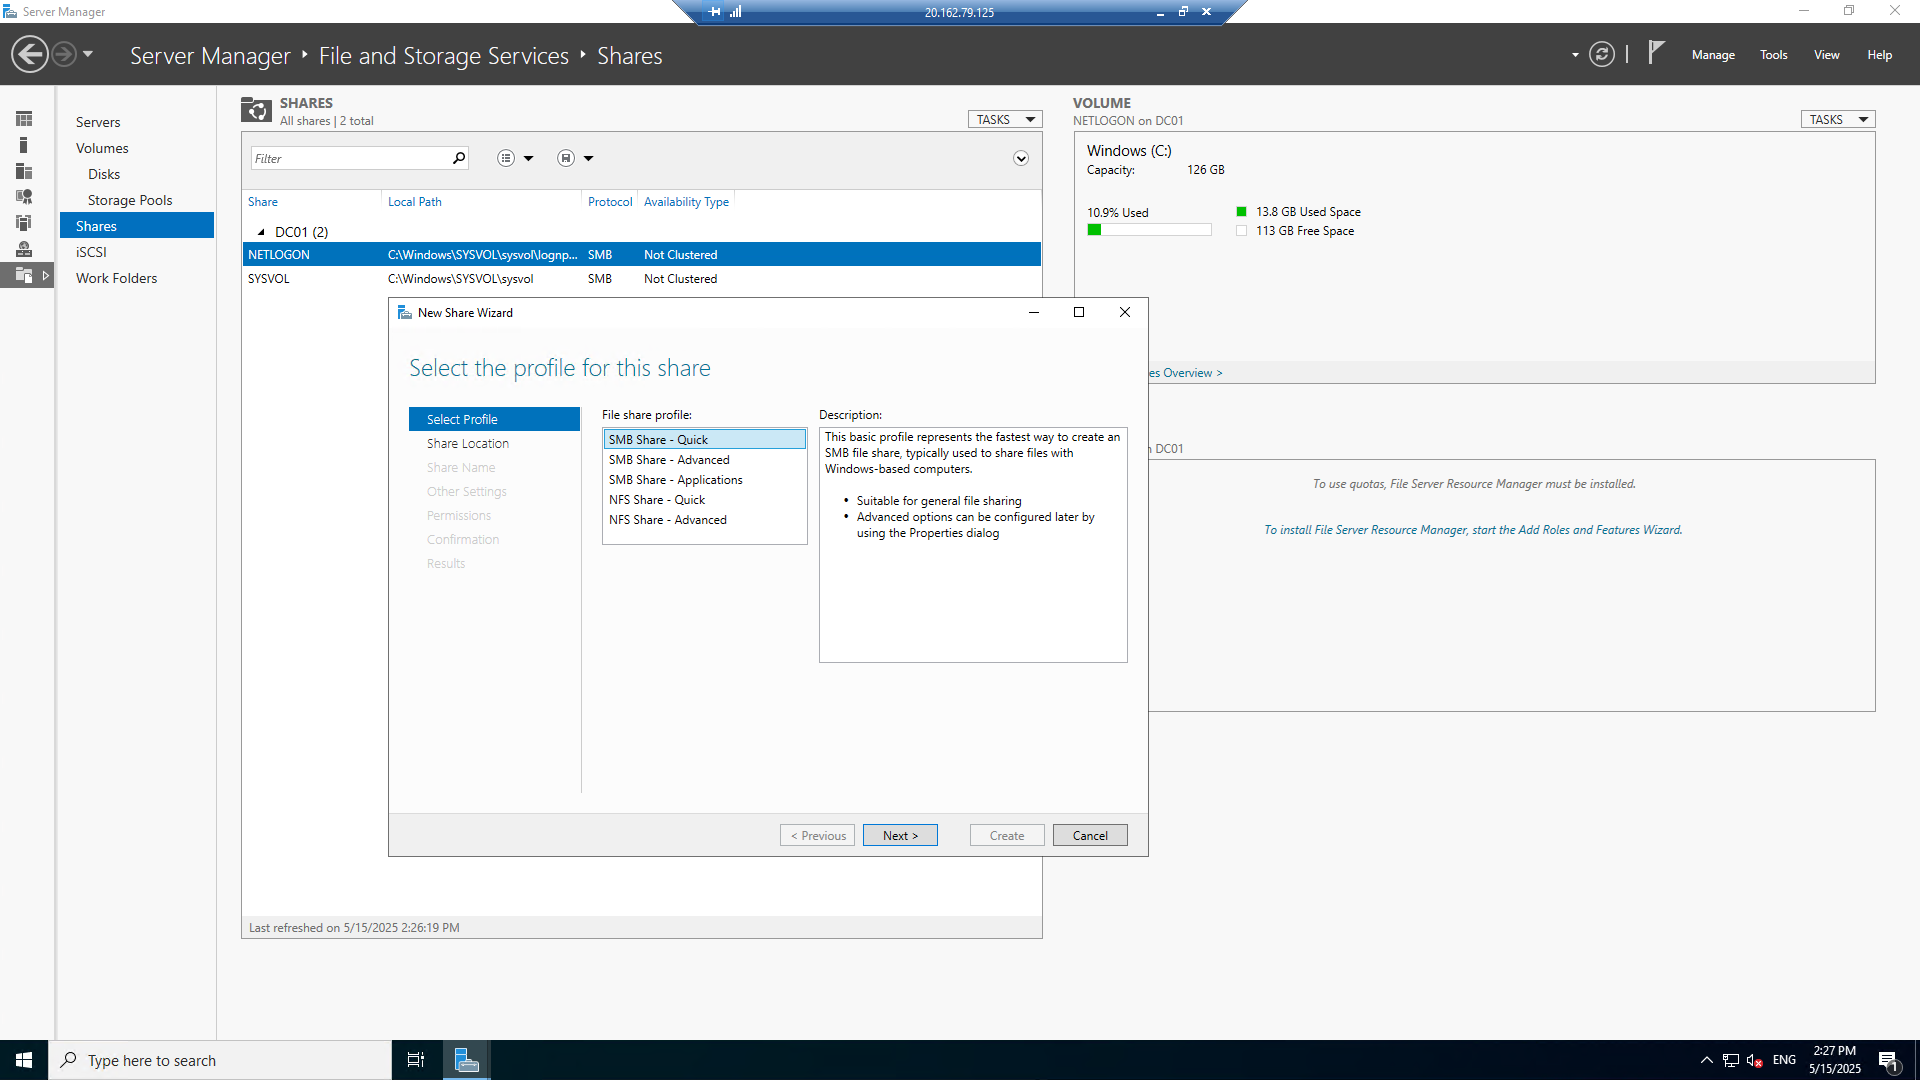 Server Manager
20.162.79.125
Server Manager ‣ File and Storage Services ‣ Shares
Manage Tools View Help
Servers
Volumes
Disks
Storage Pools
Shares
iSCSI
Work Folders
SHARES
All shares | 2 total
TASKS
Filter
Share Local Path Protocol Availability Type
DC01 (2)
NETLOGON C:\Windows\SYSVOL\sysvol\lognp... SMB Not Clustered
SYSVOL C:\Windows\SYSVOL\sysvol SMB Not Clustered
Last refreshed on 5/15/2025 2:26:19 PM
VOLUME
NETLOGON on DC01
TASKS
Windows (C:)
Capacity: 126 GB
10.9% Used
13.8 GB Used Space
113 GB Free Space
es Overview >
DC01
To use quotas, File Server Resource Manager must be installed.
To install File Server Resource Manager, start the Add Roles and Features Wizard.
New Share Wizard
Select the profile for this share
Select Profile
Share Location
Share Name
Other Settings
Permissions
Confirmation
Results
File share profile:
SMB Share - Quick
SMB Share - Advanced
SMB Share - Applications
NFS Share - Quick
NFS Share - Advanced
Description:
This basic profile represents the fastest way to create an
SMB file share, typically used to share files with
Windows-based computers.
• Suitable for general file sharing
• Advanced options can be configured later by
using the Properties dialog
< Previous
Next >
Create
Cancel
Type here to search
ENG
2:27 PM
5/15/2025
1